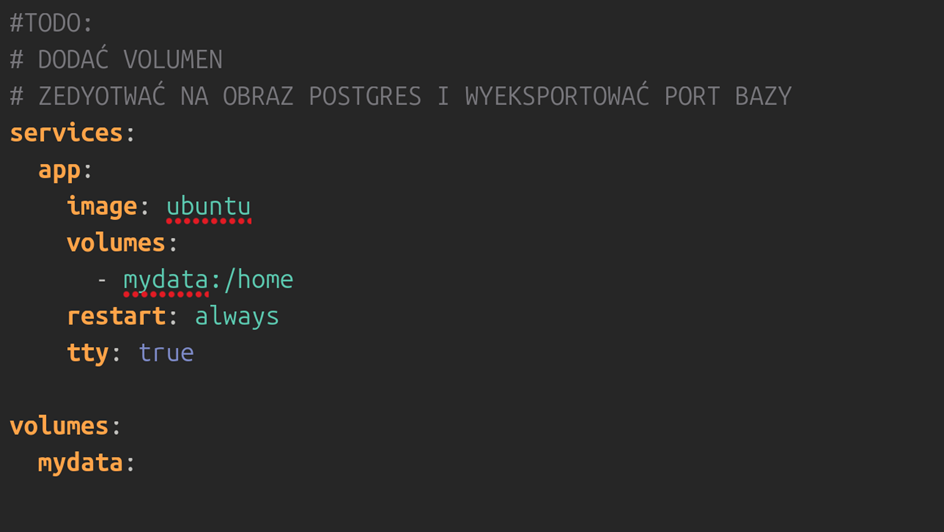 #TODO:
# DODAĆ VOLUMEN
# ZEDYOTWAĆ NA OBRAZ POSTGRES I WYEKSPORTOWAĆ PORT BAZY
services:
  app:
    image: ubuntu
    volumes:
      - mydata:/home
    restart: always
    tty: true

volumes:
  mydata: